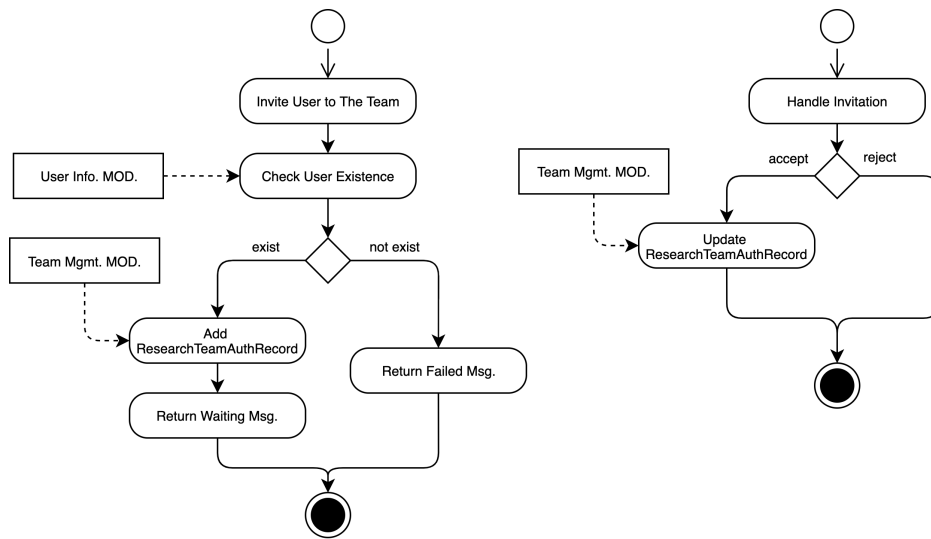 Invite User to The Team
User Info. MOD.
Check User Existence
exist
not exist
Team Mgmt. MOD.
Add
ResearchTeamAuthRecord
Return Failed Msg.
Return Waiting Msg.
Handle Invitation
accept
reject
Team Mgmt. MOD.
Update
ResearchTeamAuthRecord